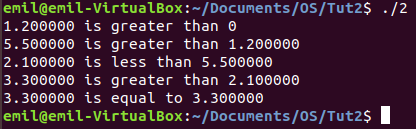 emil@emil-VirtualBox:~/Documents/OS/Tut2$ ./2
1.200000 is greater than 0
5.500000 is greater than 1.200000
2.100000 is less than 5.500000
3.300000 is greater than 2.100000
3.300000 is equal to 3.300000
emil@emil-VirtualBox:~/Documents/OS/Tut2$